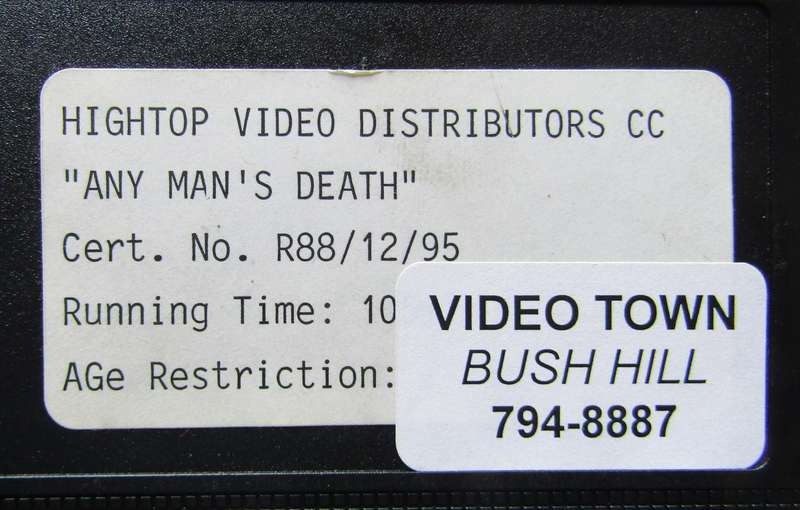 HIGHTOP VIDEO DISTRIBUTORS CC
"ANY MAN'S DEATH"
Cert. No. R88/12/95
Running Time: 10
AGe Restriction:
VIDEO TOWN
BUSH HILL
794-8887